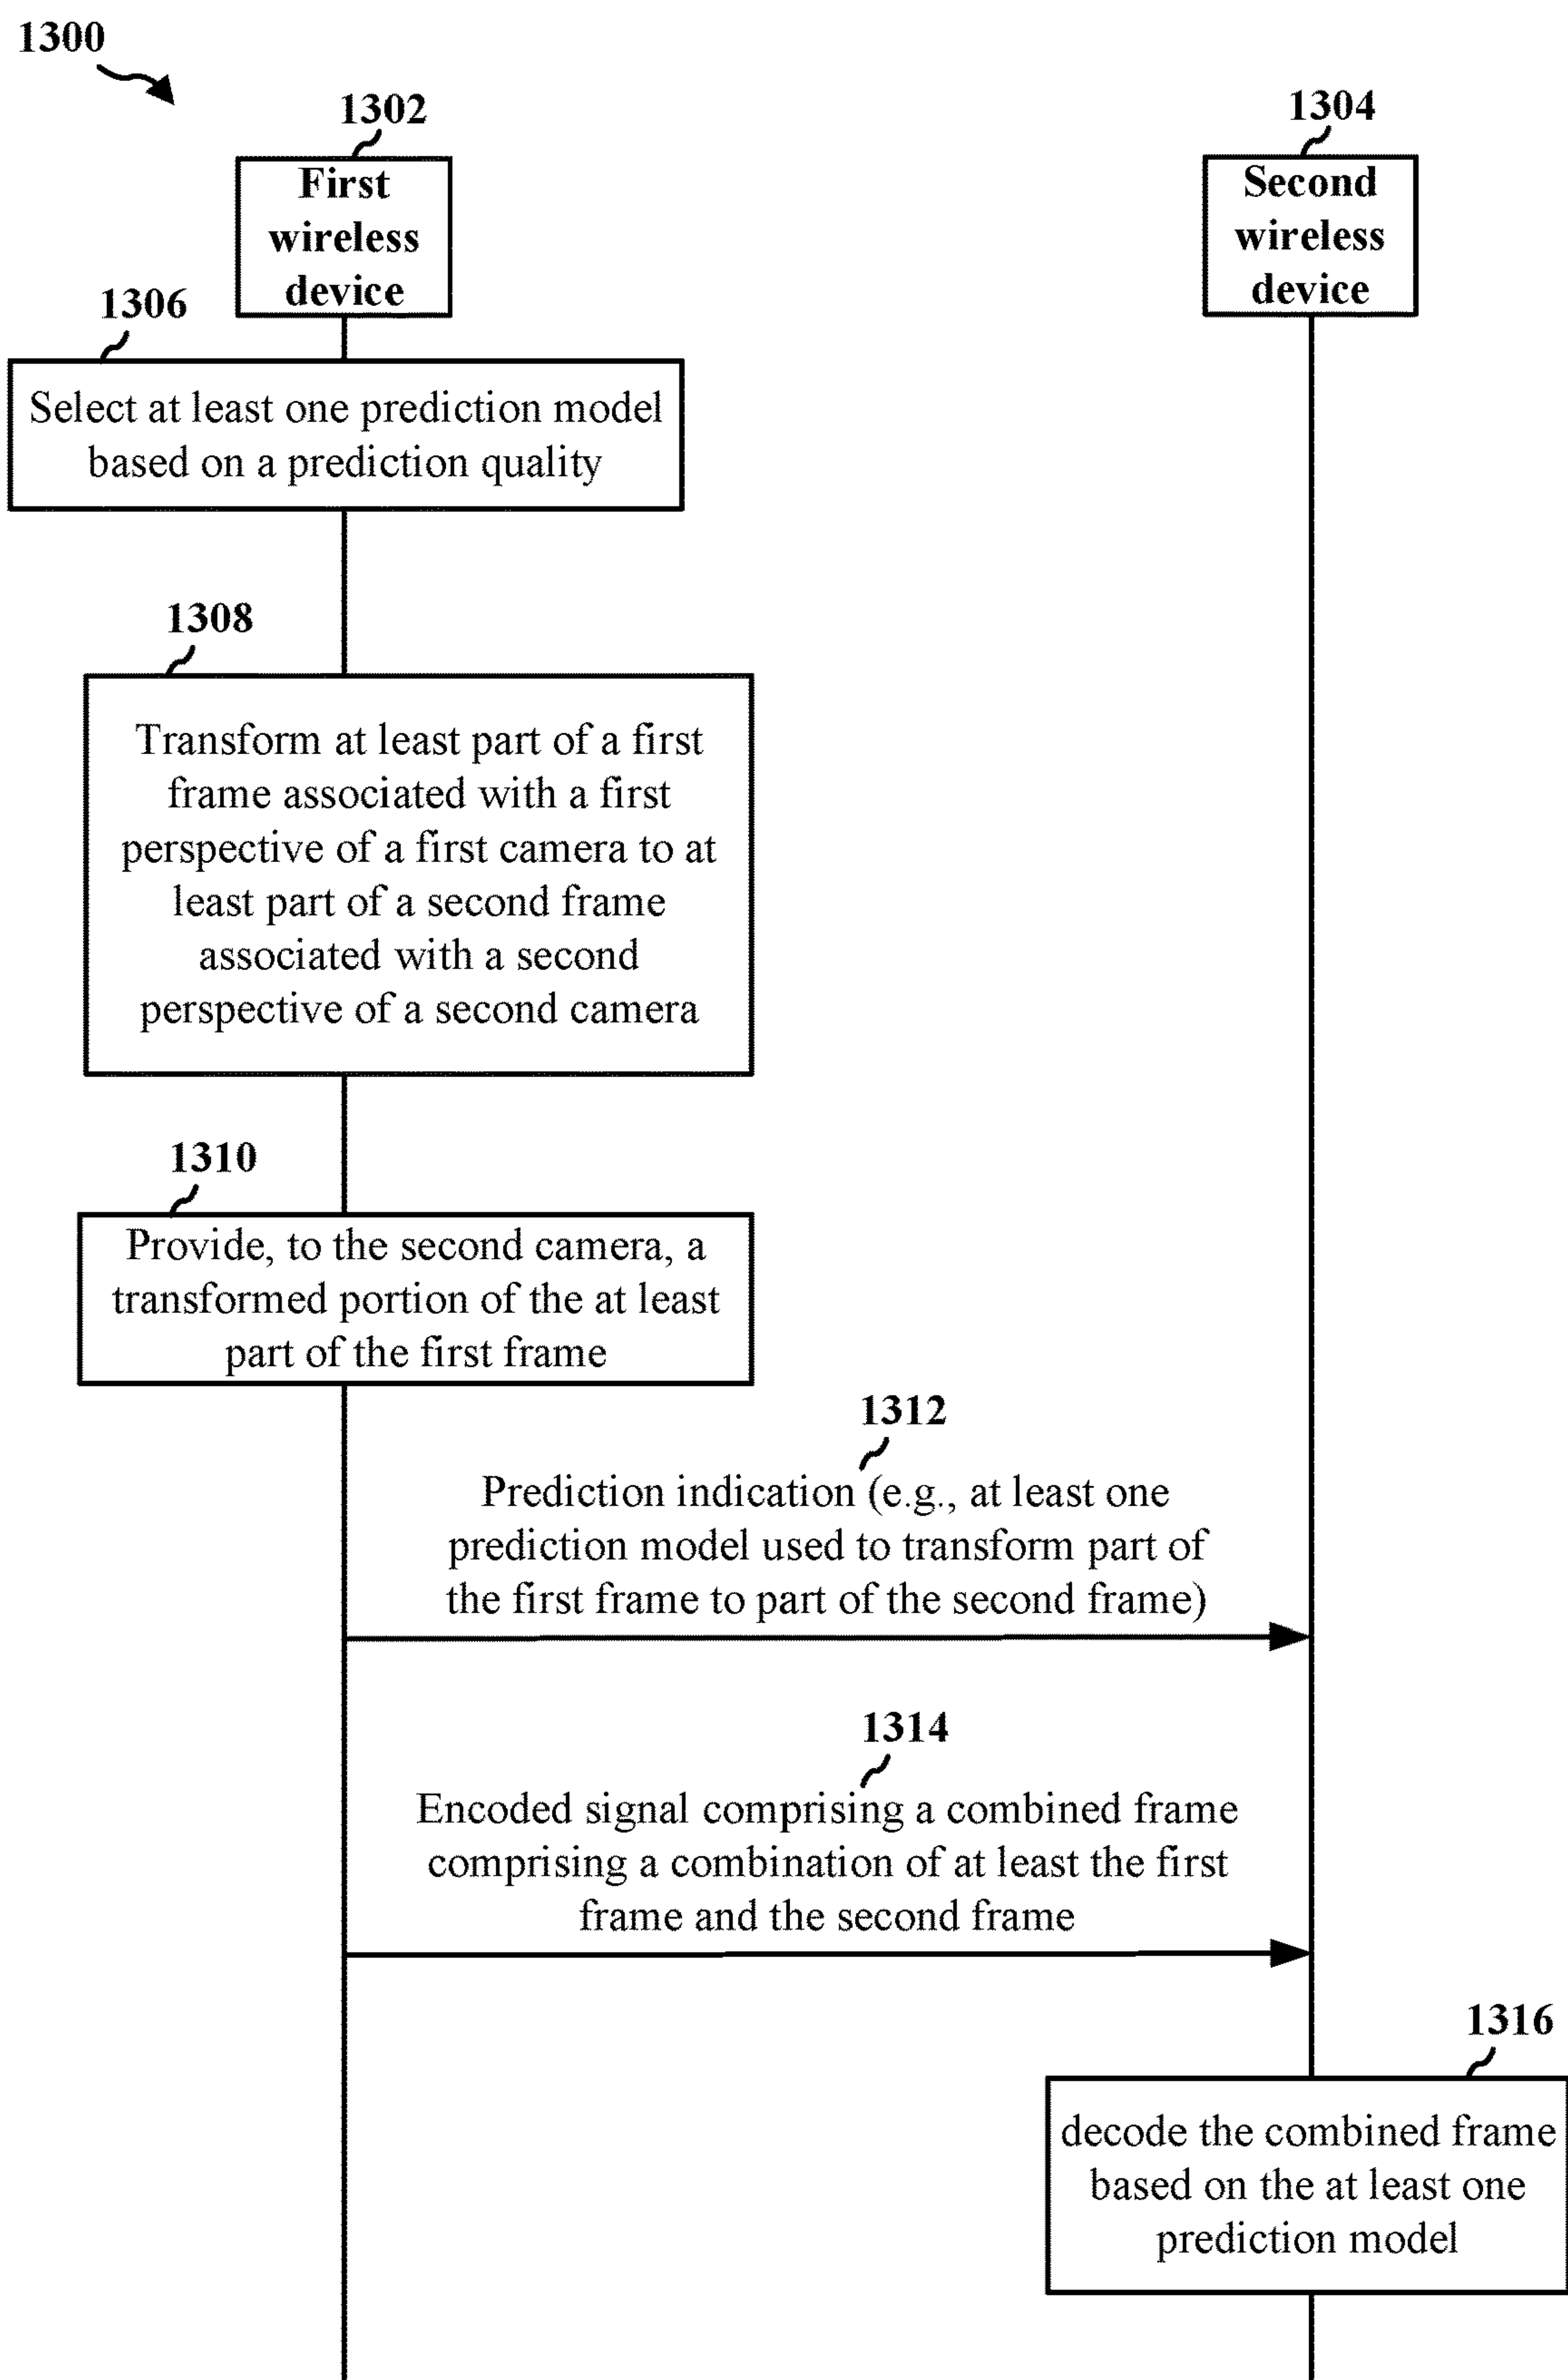 1300
1302
First
wireless
device
1304
Second
wireless
device
1306
Select at least one prediction model
based on a prediction quality
1308
Transform at least part of a first
frame associated with a first
perspective of a first camera to at
least part of a second frame
associated with a second
perspective of a second camera
1310
Provide, to the second camera, a
transformed portion of the at least
part of the first frame
1312
Prediction indication (e.g., at least one
prediction model used to transform part of
the first frame to part of the second frame)
1314
Encoded signal comprising a combined frame
comprising a combination of at least the first
frame and the second frame
1316
decode the combined frame
based on the at least one
prediction model